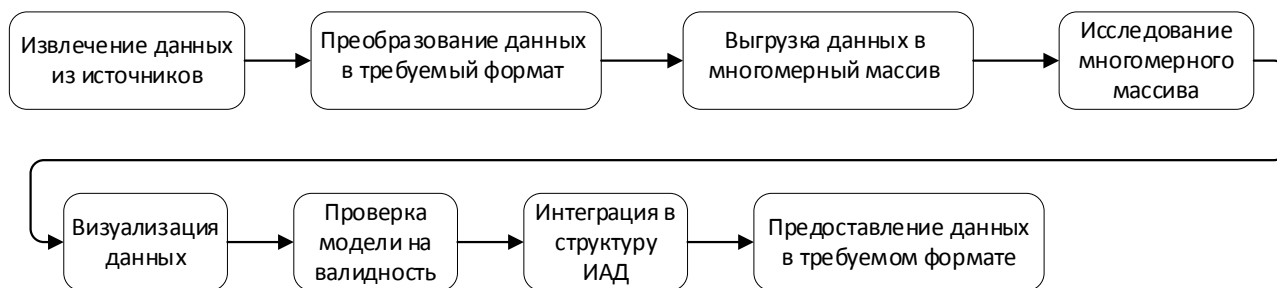 Извлечение данных
из источников
Преобразование данных
в требуемый формат
Выгрузка данных в
многомерный массив
Исследование
многомерного
массива
Визуализация
данных
Проверка
модели на
валидность
Интеграция в
структуру
ИАД
Предоставление данных
в требуемом формате